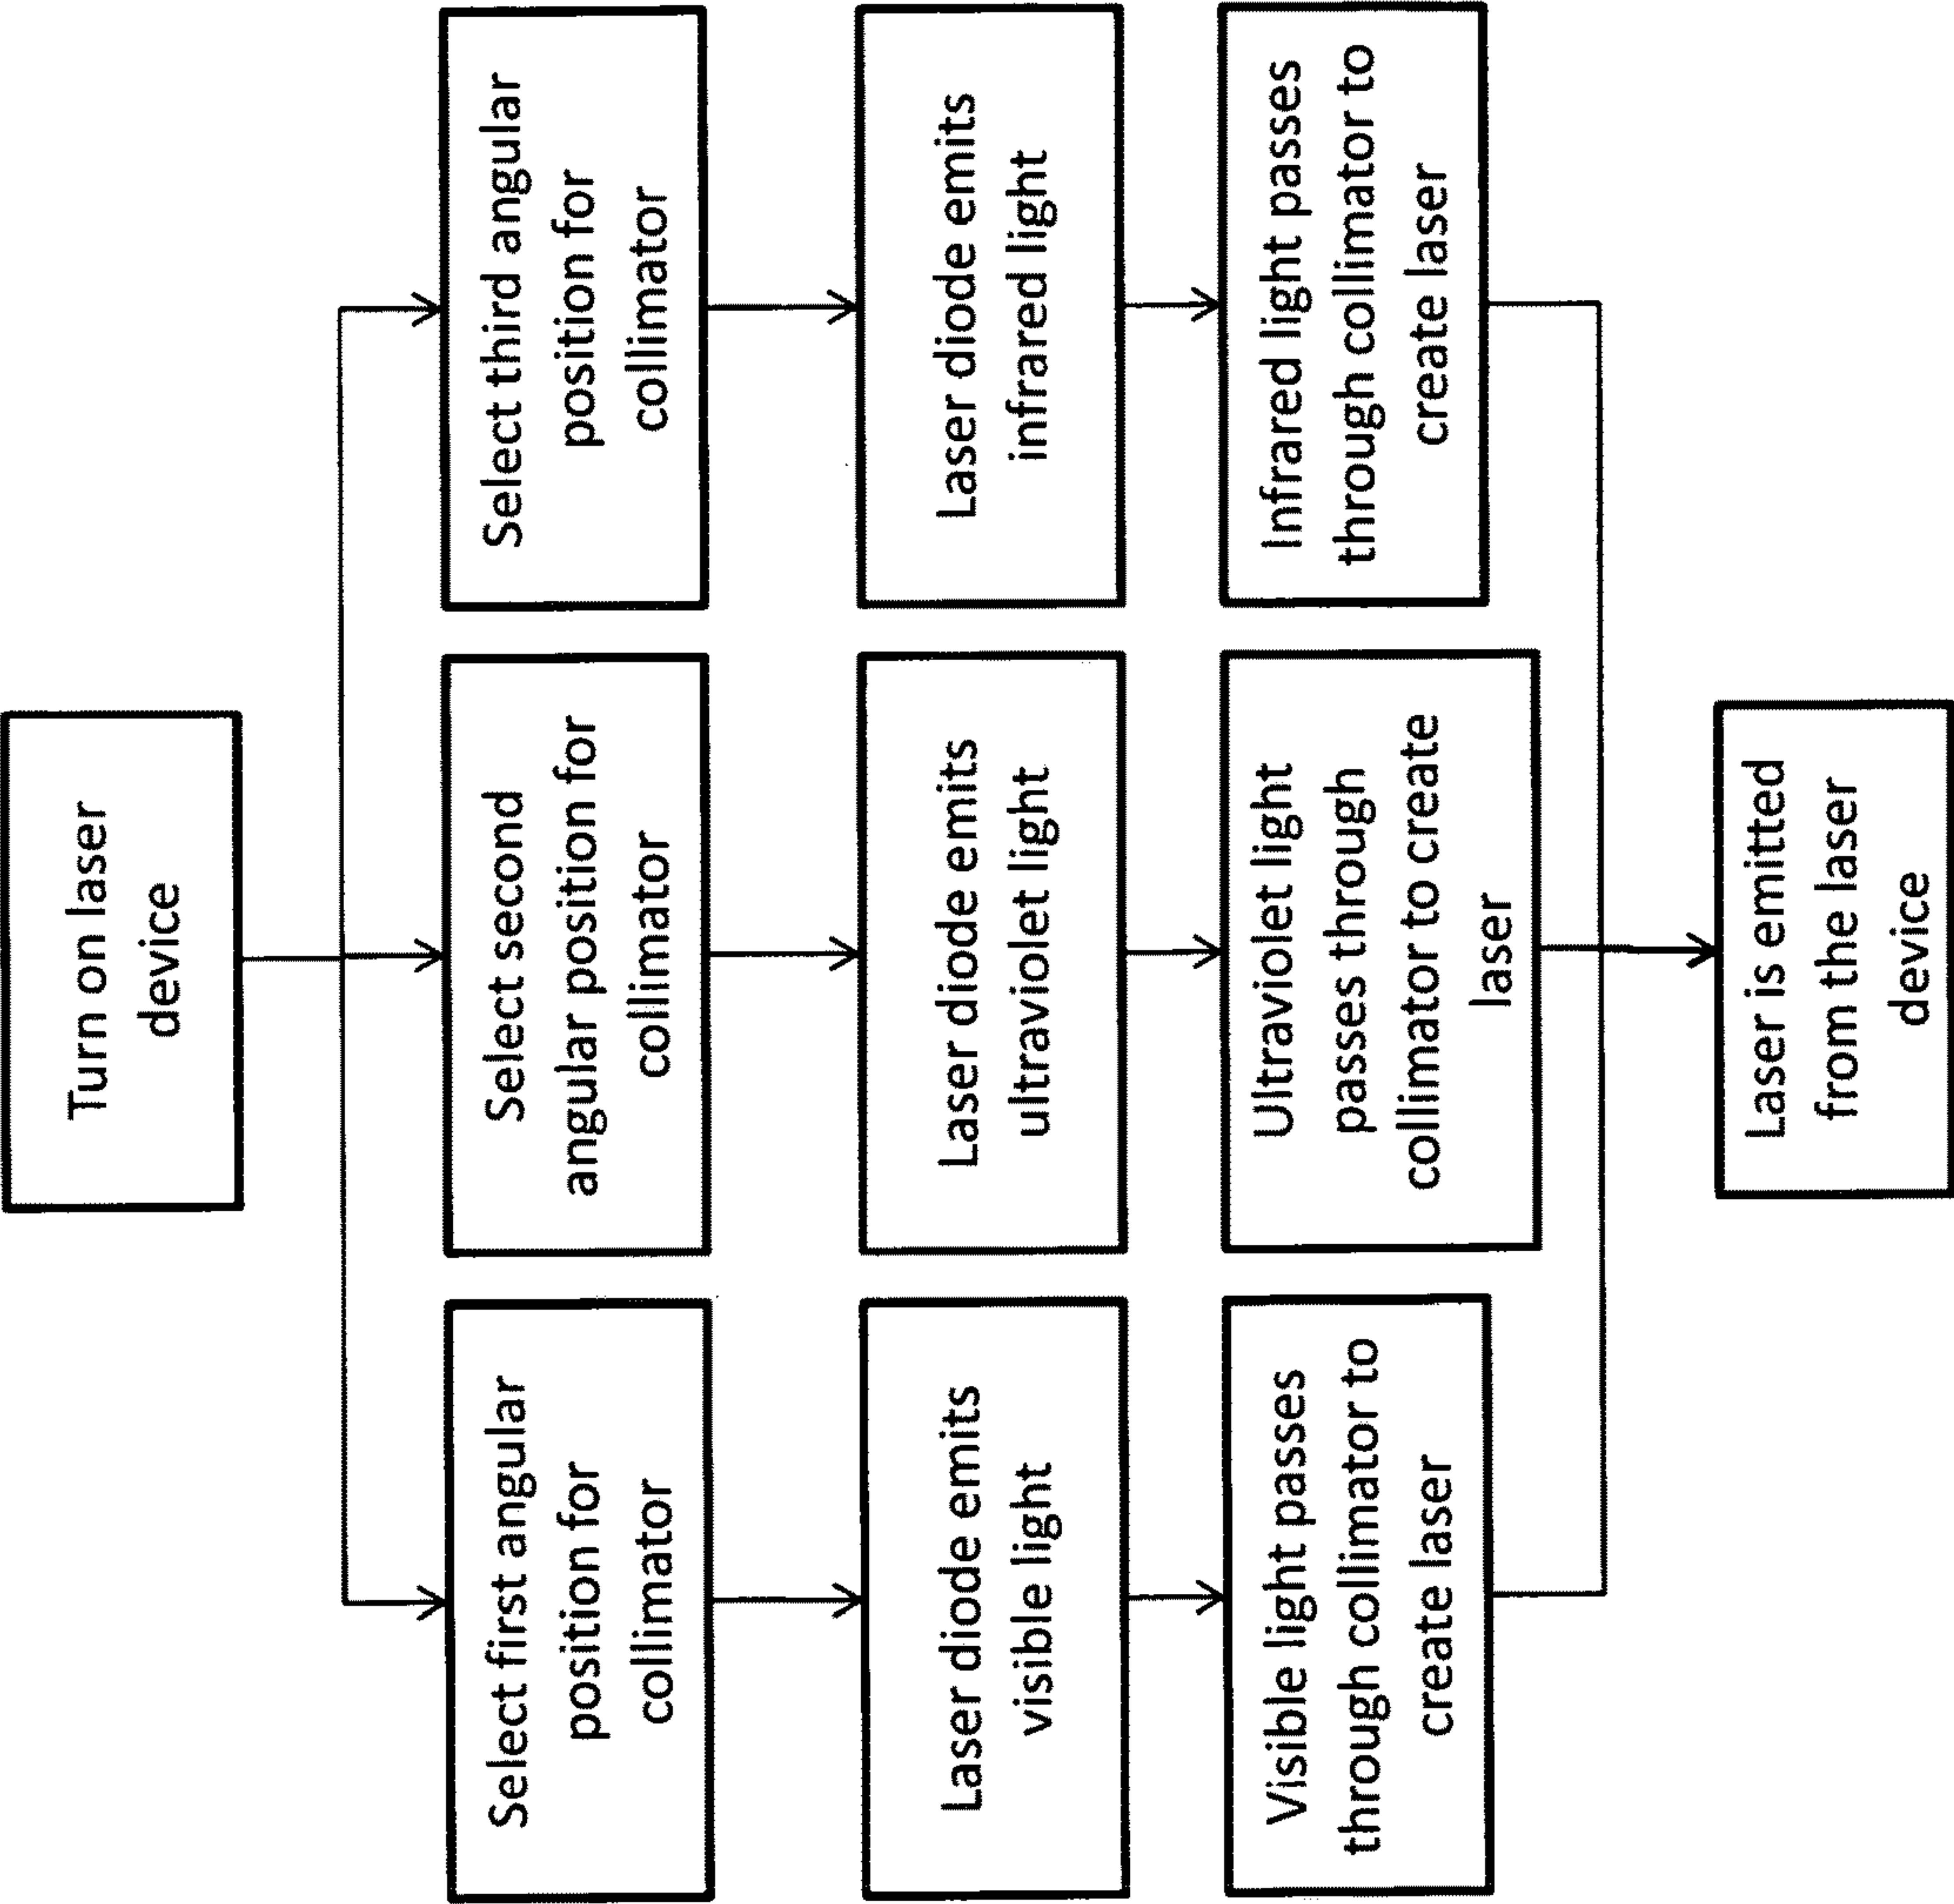 Turn on laser
device
Select first angular
position for
collimator
Select second
angular position for
collimator
Select third angular
position for
collimator
Laser diode emits
visible light
Laser diode emits
ultraviolet light
Laser diode emits
infrared light
Visible light passes
through collimator to
create laser
Ultraviolet light
passes through
collimator to create
laser
Infrared light passes
through collimator to
create laser
Laser is emitted
from the laser
device